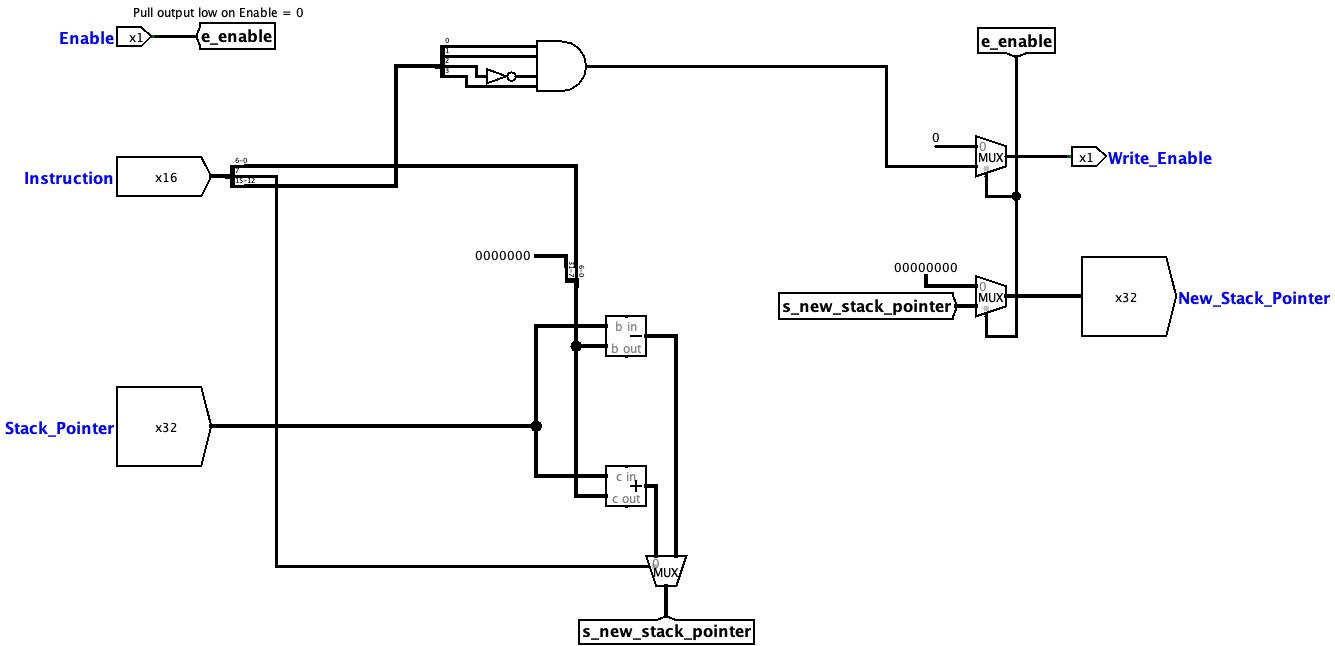 Pull output low on Enable = 0
Enable
x1
e_enable
e_enable
0
1
2
3
0
0
MUX
x1
Write_Enable
Instruction
x16
6-0
7
15-12
0000000
31-7
6-0
00000000
0
MUX
s_new_stack_pointer
x32
New_Stack_Pointer
b in
b out
Stack_Pointer
x32
c in
c out
0
MUX
s_new_stack_pointer